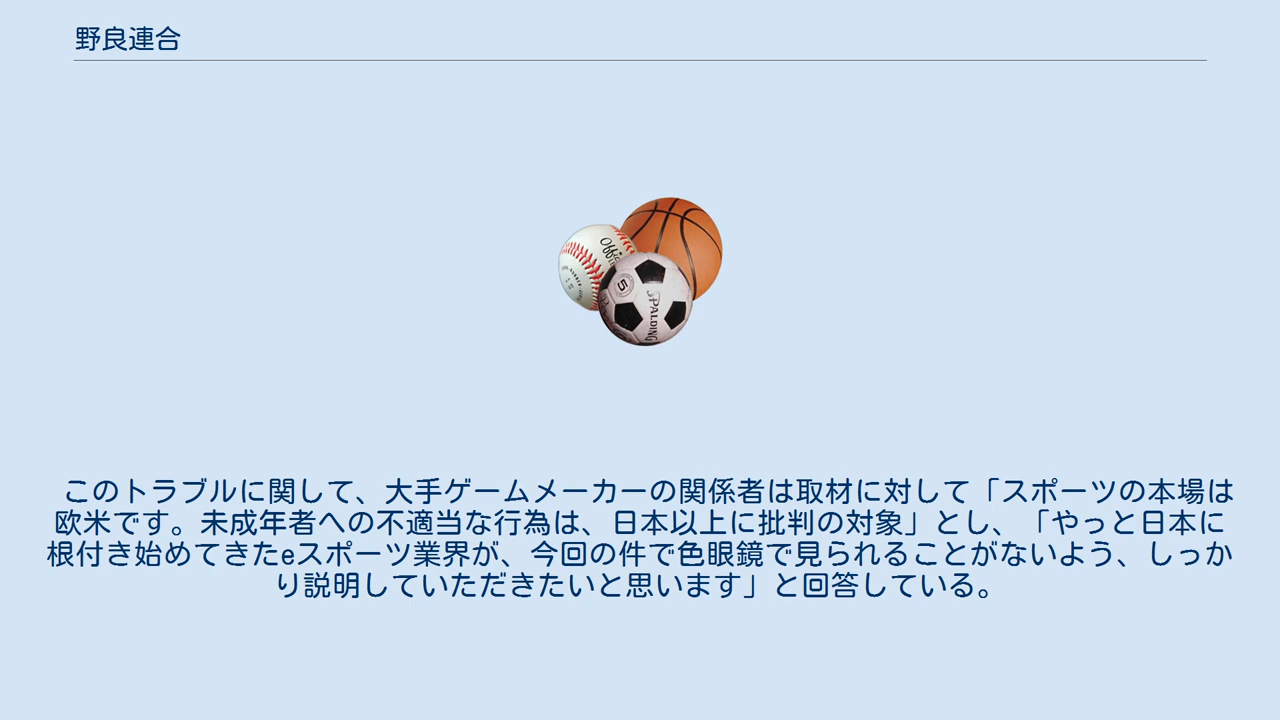 野良連合
Offic
5
SPALDING
このトラブルに関して、大手ゲームメーカーの関係者は取材に対して「スポーツの本場は
欧米です。未成年者への不適当な行為は、日本以上に批判の対象」とし、「やっと日本に
根付き始めてきたeスポーツ業界が、今回の件で色眼鏡で見られることがないよう、しっか
り説明していただきたいと思います」と回答している。